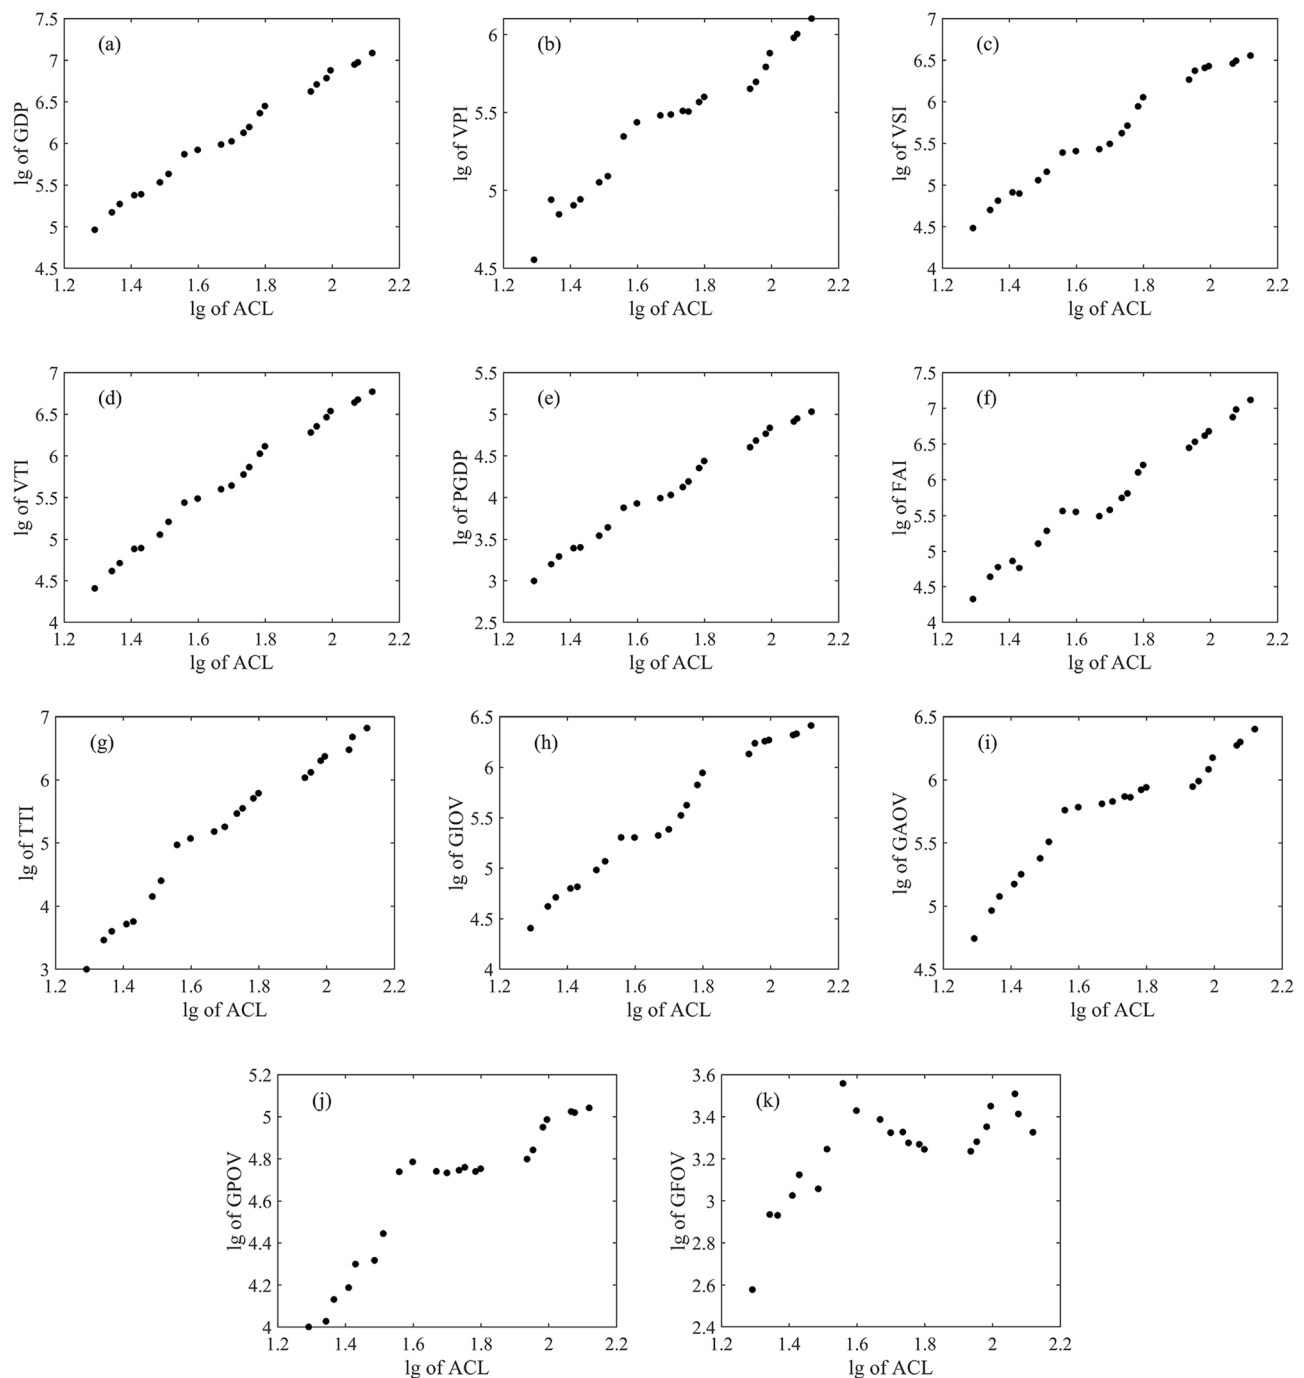 (a)
7.5
7
6.5
6
5.5
5
4.5
lg of GDP
1.2 1.4 1.6 1.8 2 2.2
lg of ACL
(b)
6
5.5
5
4.5
lg of VPI
1.2 1.4 1.6 1.8 2 2.2
lg of ACL
(c)
7
6.5
6
5.5
5
4.5
4
lg of VSI
1.2 1.4 1.6 1.8 2 2.2
lg of ACL
(d)
7
6.5
6
5.5
5
4.5
4
lg of VTI
1.2 1.4 1.6 1.8 2 2.2
lg of ACL
(e)
5.5
5
4.5
4
3.5
3
2.5
lg of PGDP
1.2 1.4 1.6 1.8 2 2.2
lg of ACL
(f)
7.5
7
6.5
6
5.5
5
4.5
4
lg of FAI
1.2 1.4 1.6 1.8 2 2.2
lg of ACL
(g)
7
6
5
4
3
lg of TTI
1.2 1.4 1.6 1.8 2 2.2
lg of ACL
(h)
6.5
6
5.5
5
4.5
4
lg of GIOV
1.2 1.4 1.6 1.8 2 2.2
lg of ACL
(i)
6.5
6
5.5
5
4.5
lg of GAOV
1.2 1.4 1.6 1.8 2 2.2
lg of ACL
(j)
5.2
5
4.8
4.6
4.4
4.2
4
lg of GPOV
1.2 1.4 1.6 1.8 2 2.2
lg of ACL
(k)
3.6
3.4
3.2
3
2.8
2.6
2.4
lg of GFOV
1.2 1.4 1.6 1.8 2 2.2
lg of ACL